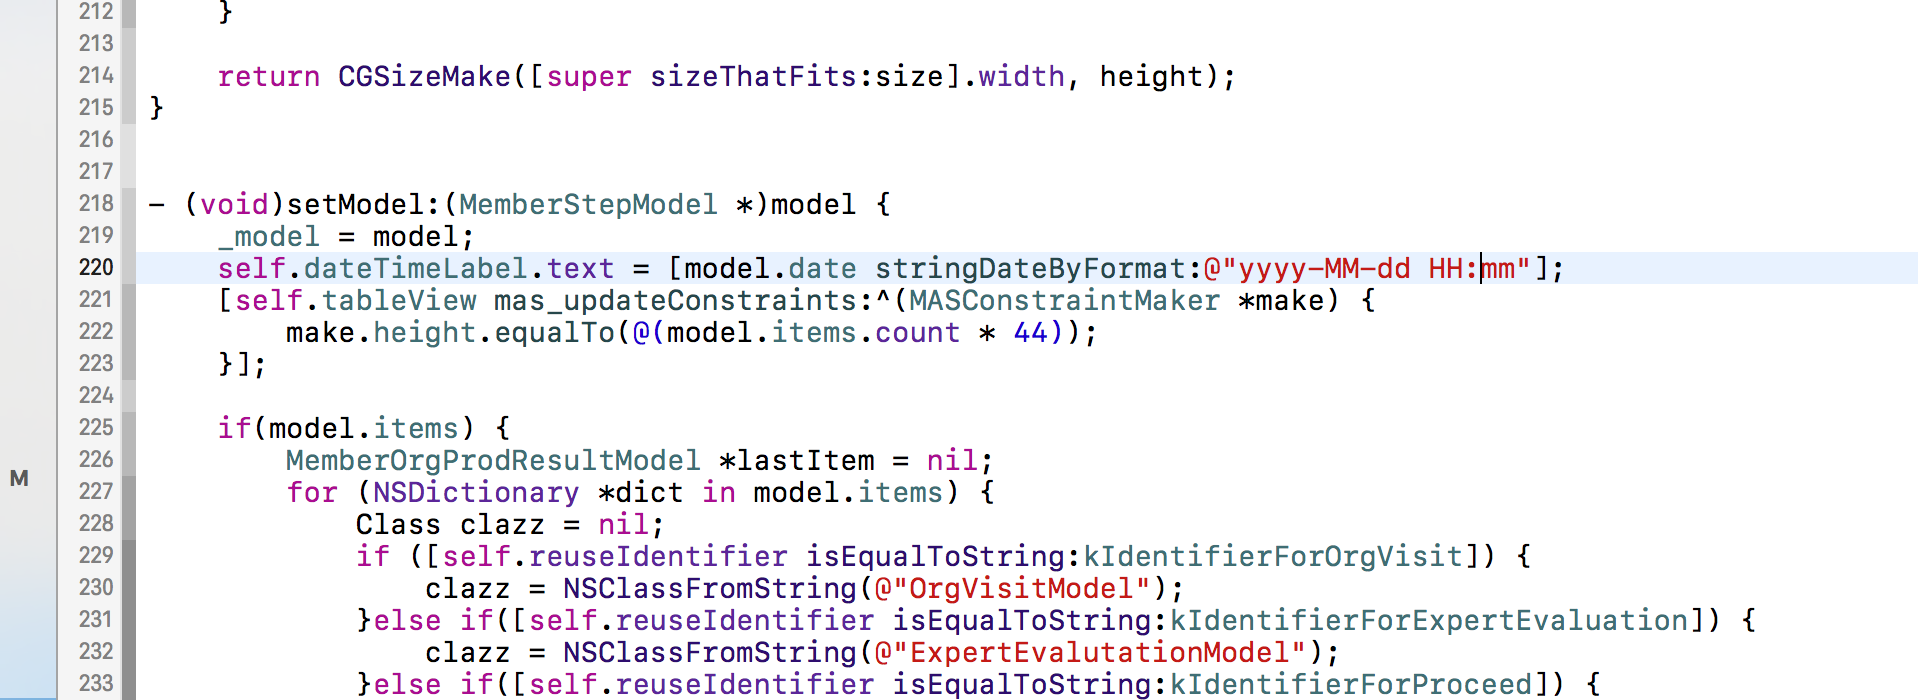 212 }
213
214 return CGSizeMake([super sizeThatFits:size].width, height);
215 }
216
217
218 - (void)setModel:(MemberStepModel *)model {
219 _model = model;
220 self.dateTimeLabel.text = [model.date stringDateByFormat:@"yyyy-MM-dd HH:mm"];
221 [self.tableView mas_updateConstraints:^(MASConstraintMaker *make) {
222 make.height.equalTo(@(model.items.count * 44));
223 }];
224
225 if(model.items) {
226 MemberOrgProdResultModel *lastItem = nil;
M
227 for (NSDictionary *dict in model.items) {
228 Class clazz = nil;
229 if ([self.reuseIdentifier isEqualToString:kIdentifierForOrgVisit]) {
230 clazz = NSClassFromString(@"OrgVisitModel");
231 }else if([self.reuseIdentifier isEqualToString:kIdentifierForExpertEvaluation]) {
232 clazz = NSClassFromString(@"ExpertEvalutationModel");
233 }else if([self.reuseIdentifier isEqualToString:kIdentifierForProceed]) {